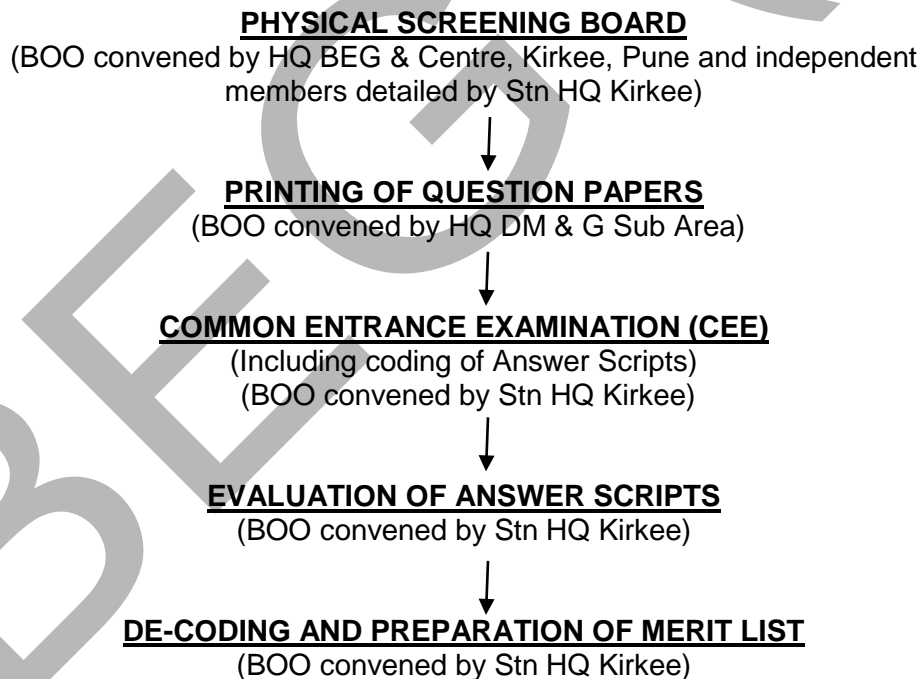 PHYSICAL SCREENING BOARD
(BOO convened by HQ BEG & Centre, Kirkee, Pune and independent
members detailed by Stn HQ Kirkee)
PRINTING OF QUESTION PAPERS
(BOO convened by HQ DM & G Sub Area)
COMMON ENTRANCE EXAMINATION (CEE)
(Including coding of Answer Scripts)
(BOO convened by Stn HQ Kirkee)
EVALUATION OF ANSWER SCRIPTS
(BOO convened by Stn HQ Kirkee)
DE-CODING AND PREPARATION OF MERIT LIST
(BOO convened by Stn HQ Kirkee)
BEG